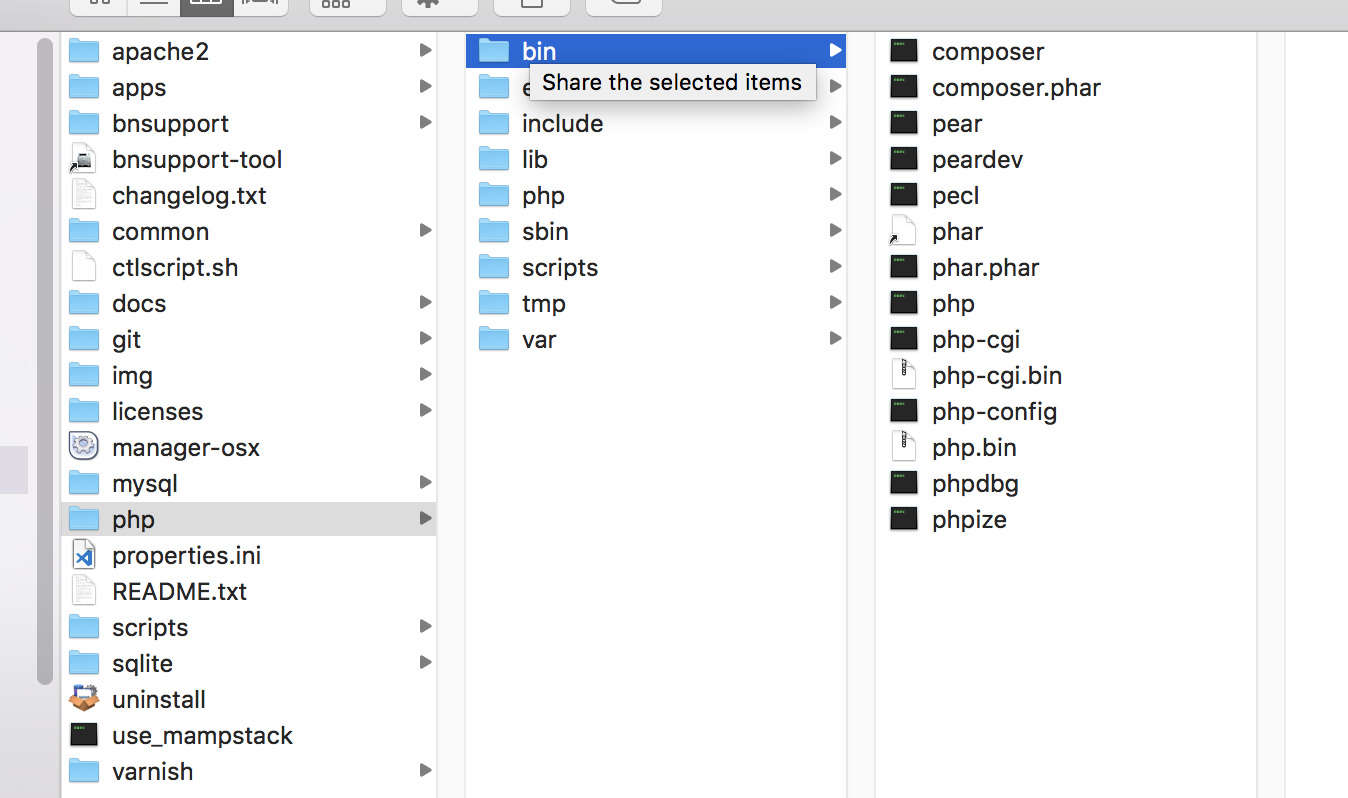 apache2
apps
bnsupport
bnsupport-tool
changelog.txt
common
ctlscript.sh
docs
git
img
licenses
manager-osx
mysql
php
properties.ini
README.txt
scripts
sqlite
uninstall
use_mampstack
varnish
bin
Share the selected items
include
lib
php
sbin
scripts
tmp
var
composer
composer.phar
pear
peardev
pecl
phar
phar.phar
php
php-cgi
php-cgi.bin
php-config
php.bin
phpdbg
phpize